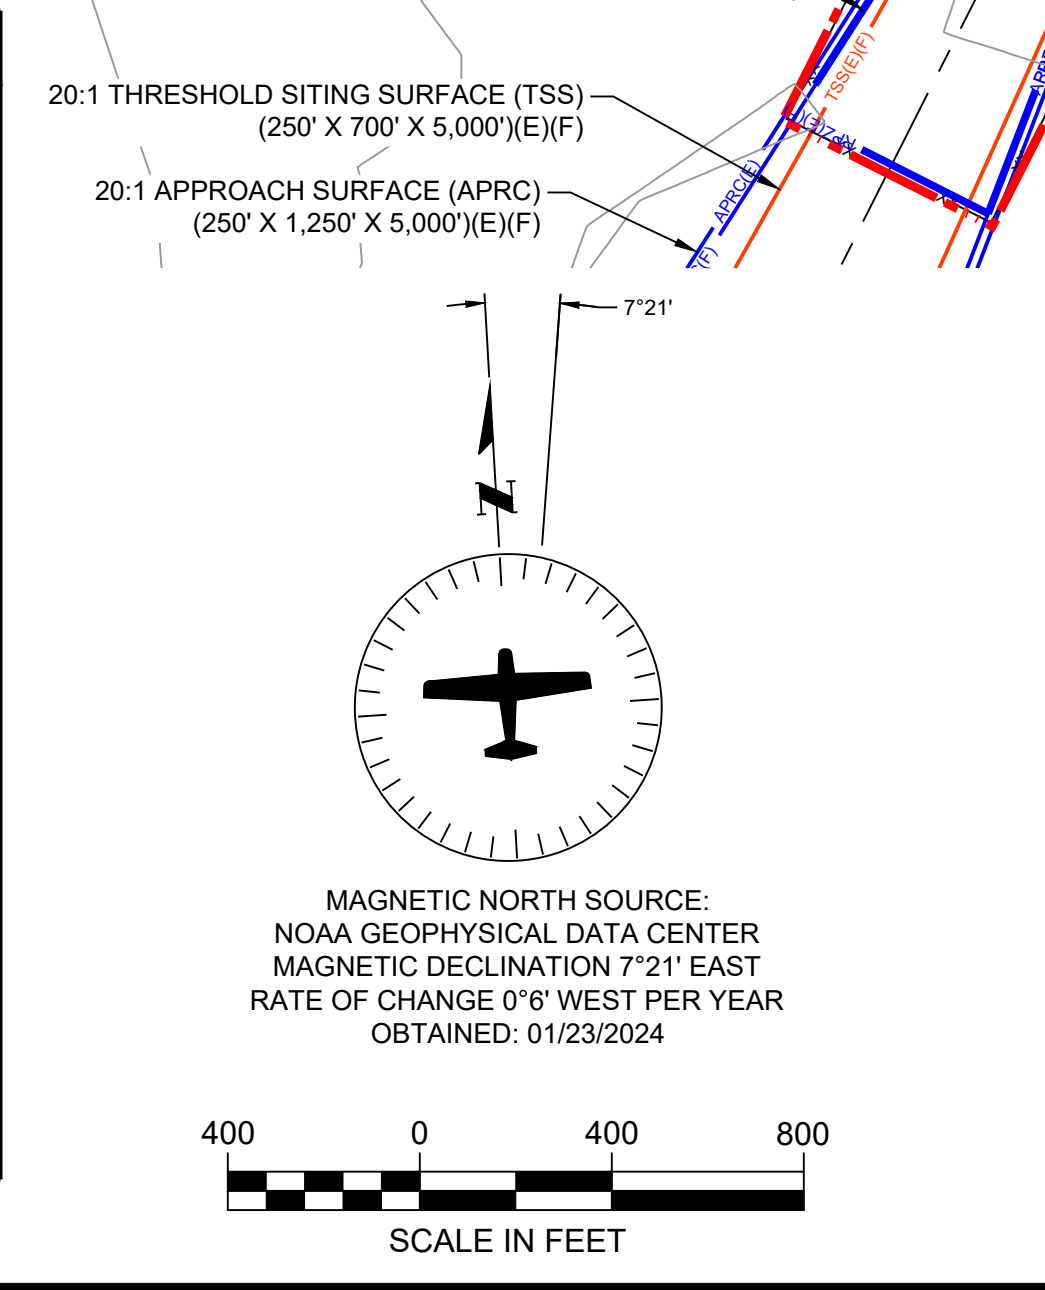 20:1 THRESHOLD SITING SURFACE (TSS)
(250' X 700' X 5,000')(E)(F)
20:1 APPROACH SURFACE (APRC)
(250' X 1,250' X 5,000')(E)(F)
TSS(E)(F)
RPZ(E)(F)
APRC(E)
7°21'
N
MAGNETIC NORTH SOURCE:
NOAA GEOPHYSICAL DATA CENTER
MAGNETIC DECLINATION 7°21' EAST
RATE OF CHANGE 0°6' WEST PER YEAR
OBTAINED: 01/23/2024
400 0 400 800
SCALE IN FEET